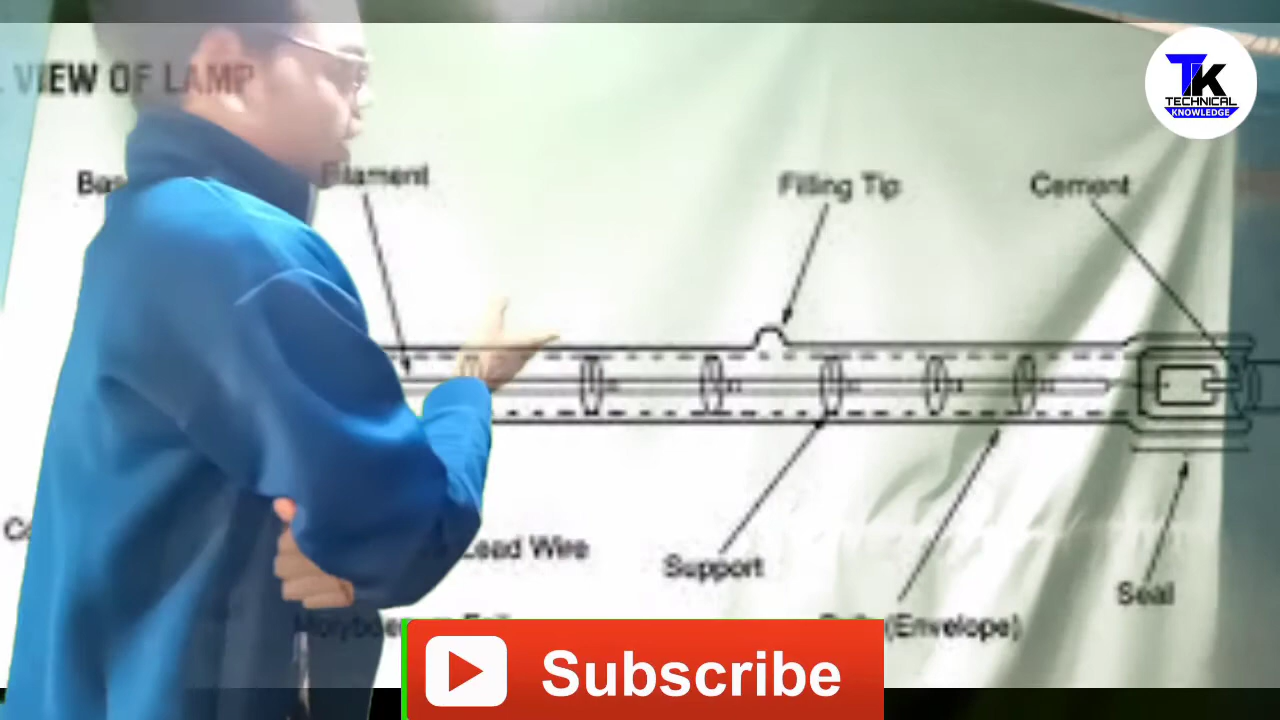 VIEW OF LAMP
TK
TECHNICAL
KNOWLEDGE
Filament
Filling Tip
Cement
Lead Wire
Support
Seal
(Envelope)
Subscribe